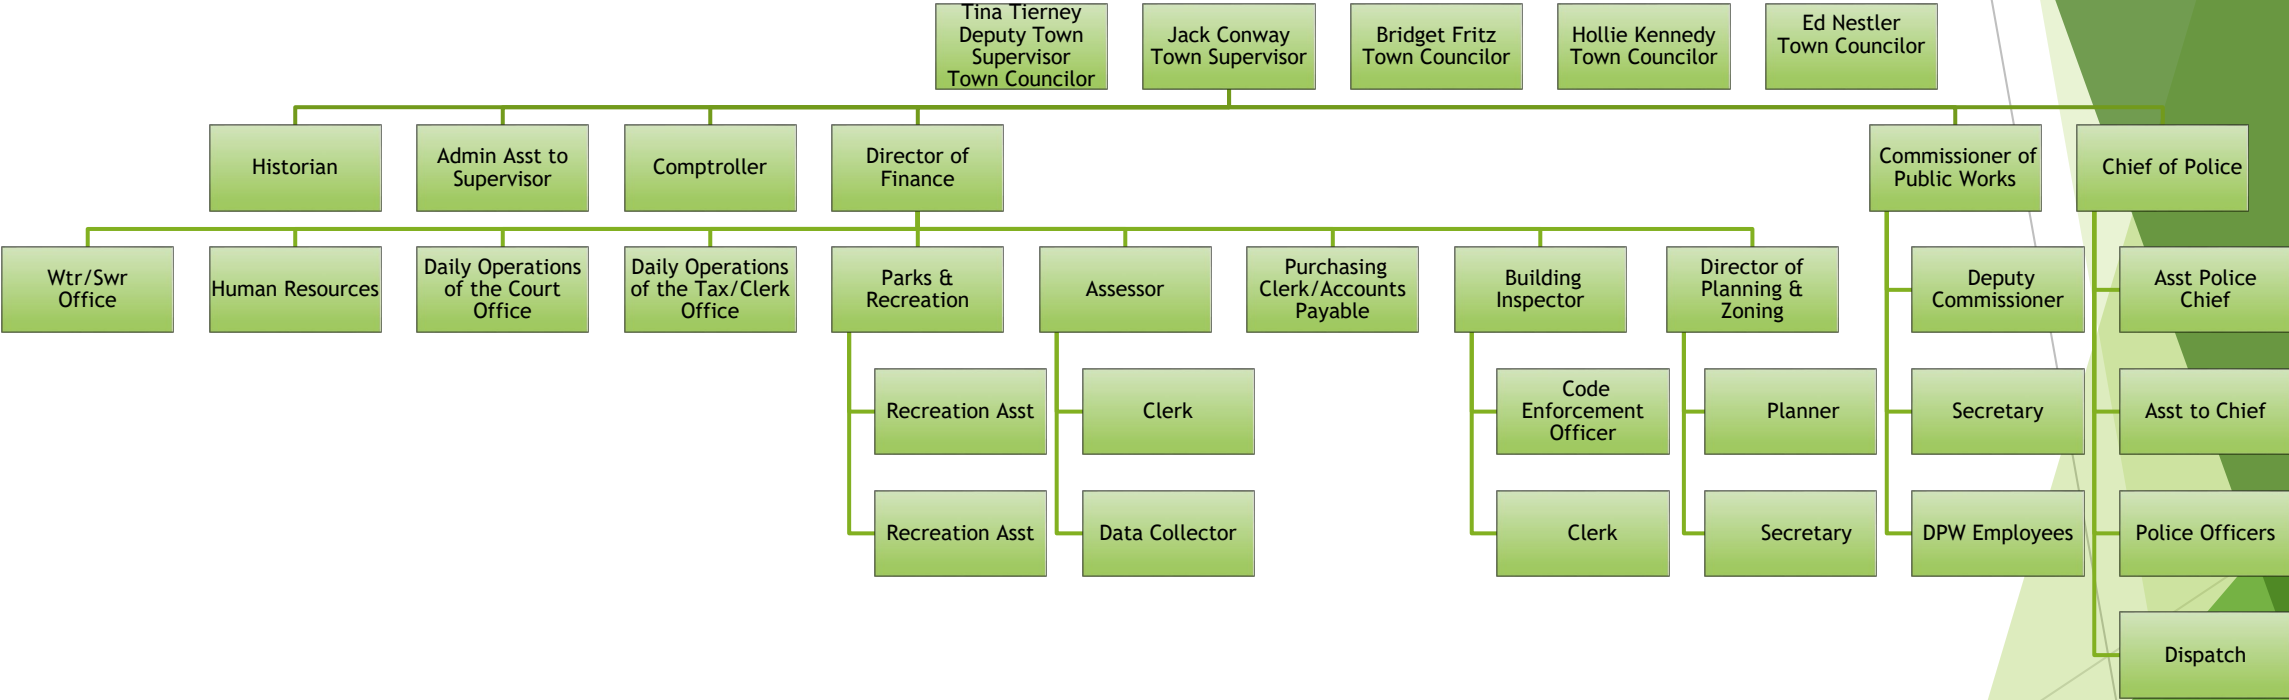 Tina Tierney
Deputy Town
Supervisor
Town Councilor
Jack Conway
Town Supervisor
Bridget Fritz
Town Councilor
Hollie Kennedy
Town Councilor
Ed Nestler
Town Councilor
Historian
Admin Asst to
Supervisor
Comptroller
Director of
Finance
Commissioner of
Public Works
Chief of Police
Wtr/Swr
Office
Human Resources
Daily Operations
of the Court
Office
Daily Operations
of the Tax/Clerk
Office
Parks &
Recreation
Assessor
Purchasing
Clerk/Accounts
Payable
Building
Inspector
Director of
Planning &
Zoning
Deputy
Commissioner
Asst Police
Chief
Recreation Asst
Clerk
Code
Enforcement
Officer
Planner
Secretary
Asst to Chief
Recreation Asst
Data Collector
Clerk
Secretary
DPW Employees
Police Officers
Dispatch